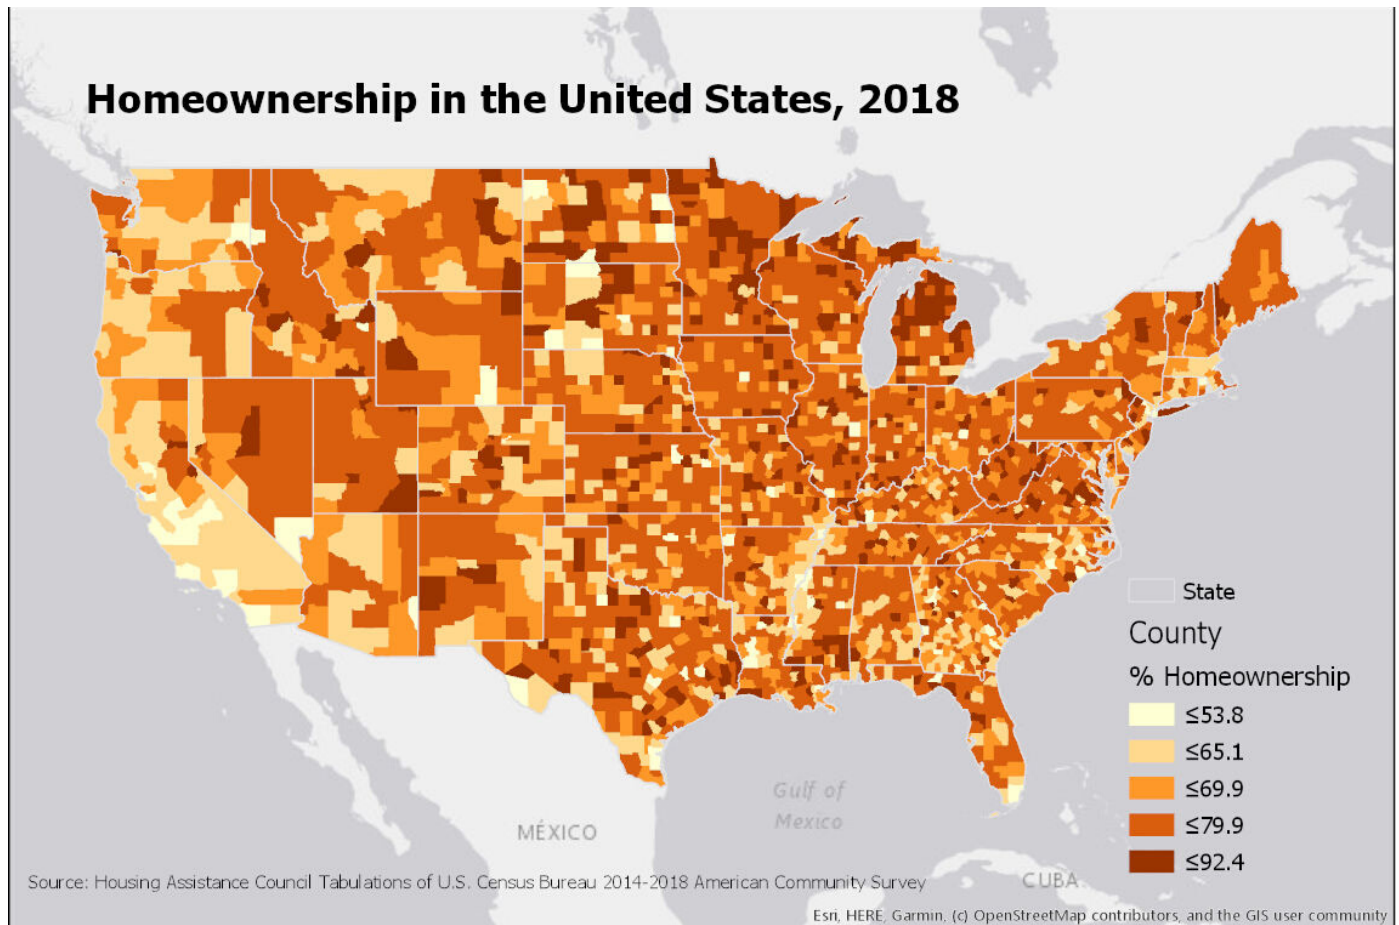 Homeownership in the United States, 2018
State
County
% Homeownership
≤53.8
≤65.1
≤69.9
≤79.9
≤92.4
Gulf of
Mexico
MÉXICO
CUBA
Source: Housing Assistance Council Tabulations of U.S. Census Bureau 2014-2018 American Community Survey
Esri, HERE, Garmin, (c) OpenStreetMap contributors, and the GIS user community